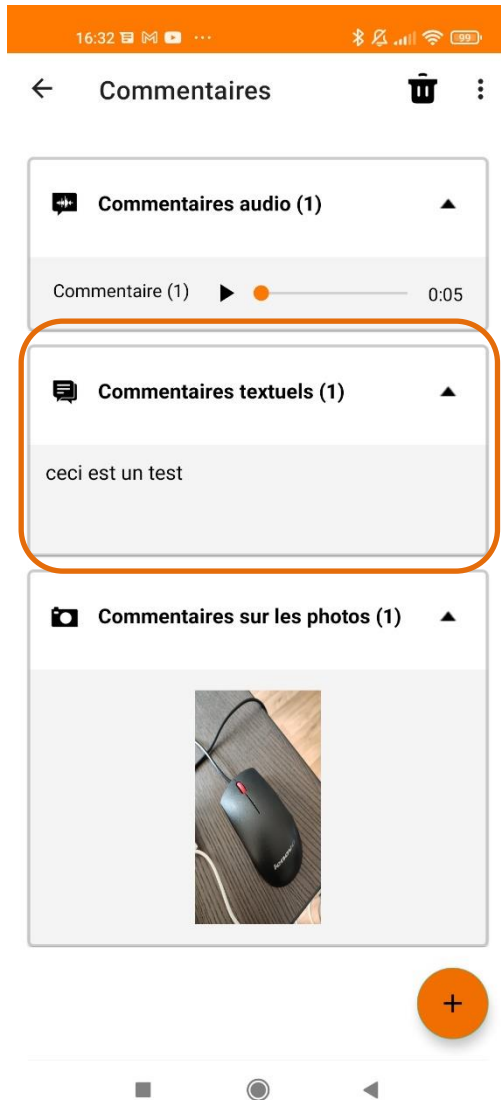 16:32
99
Commentaires
Commentaires audio (1)
Commentaire (1) 0:05
Commentaires textuels (1)
ceci est un test
Commentaires sur les photos (1)
lenovo